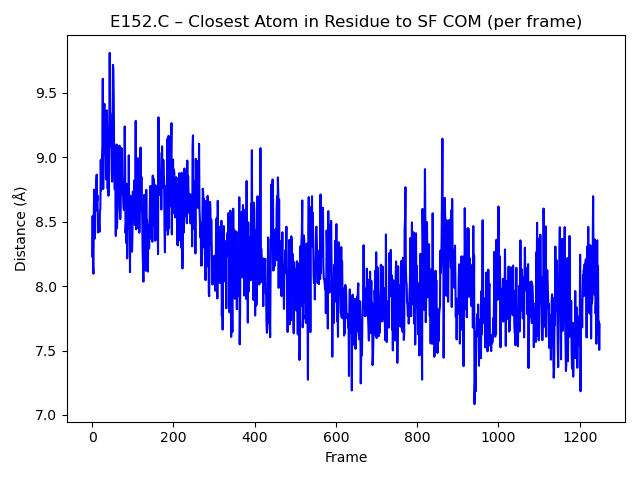 E152.C – Closest Atom in Residue to SF COM (per frame)
9.5
9.0
8.5
8.0
7.5
7.0
Distance (Å)
0 200 400 600 800 1000 1200
Frame